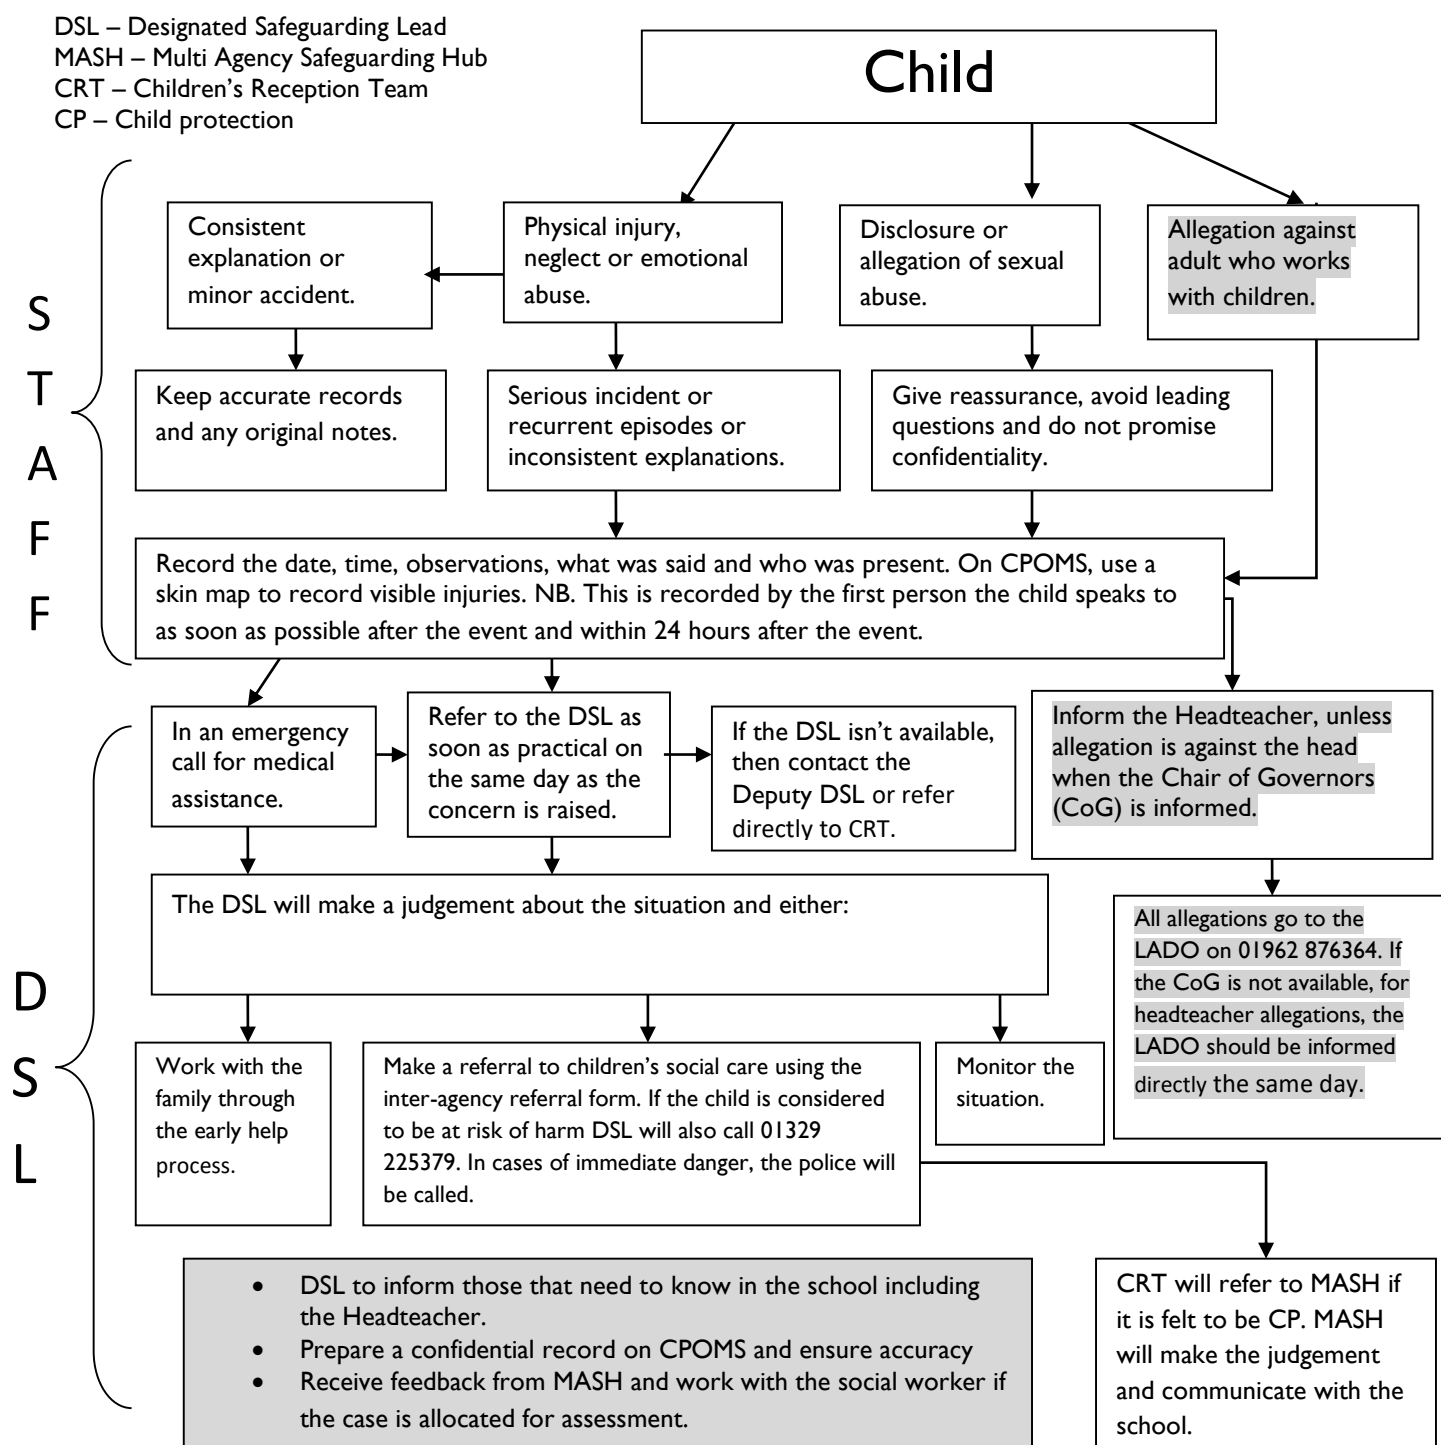 DSL – Designated Safeguarding Lead
MASH – Multi Agency Safeguarding Hub
CRT – Children’s Reception Team
CP – Child protection
Child
S
T
A
F
F
Consistent
explanation or
minor accident.
Physical injury,
neglect or emotional
abuse.
Disclosure or
allegation of sexual
abuse.
Allegation against
adult who works
with children.
Keep accurate records
and any original notes.
Serious incident or
recurrent episodes or
inconsistent explanations.
Give reassurance, avoid leading
questions and do not promise
confidentiality.
Record the date, time, observations, what was said and who was present. On CPOMS, use a
skin map to record visible injuries. NB. This is recorded by the first person the child speaks to
as soon as possible after the event and within 24 hours after the event.
D
S
L
In an emergency
call for medical
assistance.
Refer to the DSL as
soon as practical on
the same day as the
concern is raised.
If the DSL isn’t available,
then contact the
Deputy DSL or refer
directly to CRT.
Inform the Headteacher, unless
allegation is against the head
when the Chair of Governors
(CoG) is informed.
The DSL will make a judgement about the situation and either:
All allegations go to the
LADO on 01962 876364. If
the CoG is not available, for
headteacher allegations, the
LADO should be informed
directly the same day.
Work with the
family through
the early help
process.
Make a referral to children’s social care using the
inter-agency referral form. If the child is considered
to be at risk of harm DSL will also call 01329
225379. In cases of immediate danger, the police will
be called.
Monitor the
situation.
• DSL to inform those that need to know in the school including
the Headteacher.
• Prepare a confidential record on CPOMS and ensure accuracy
• Receive feedback from MASH and work with the social worker if
the case is allocated for assessment.
CRT will refer to MASH if
it is felt to be CP. MASH
will make the judgement
and communicate with the
school.